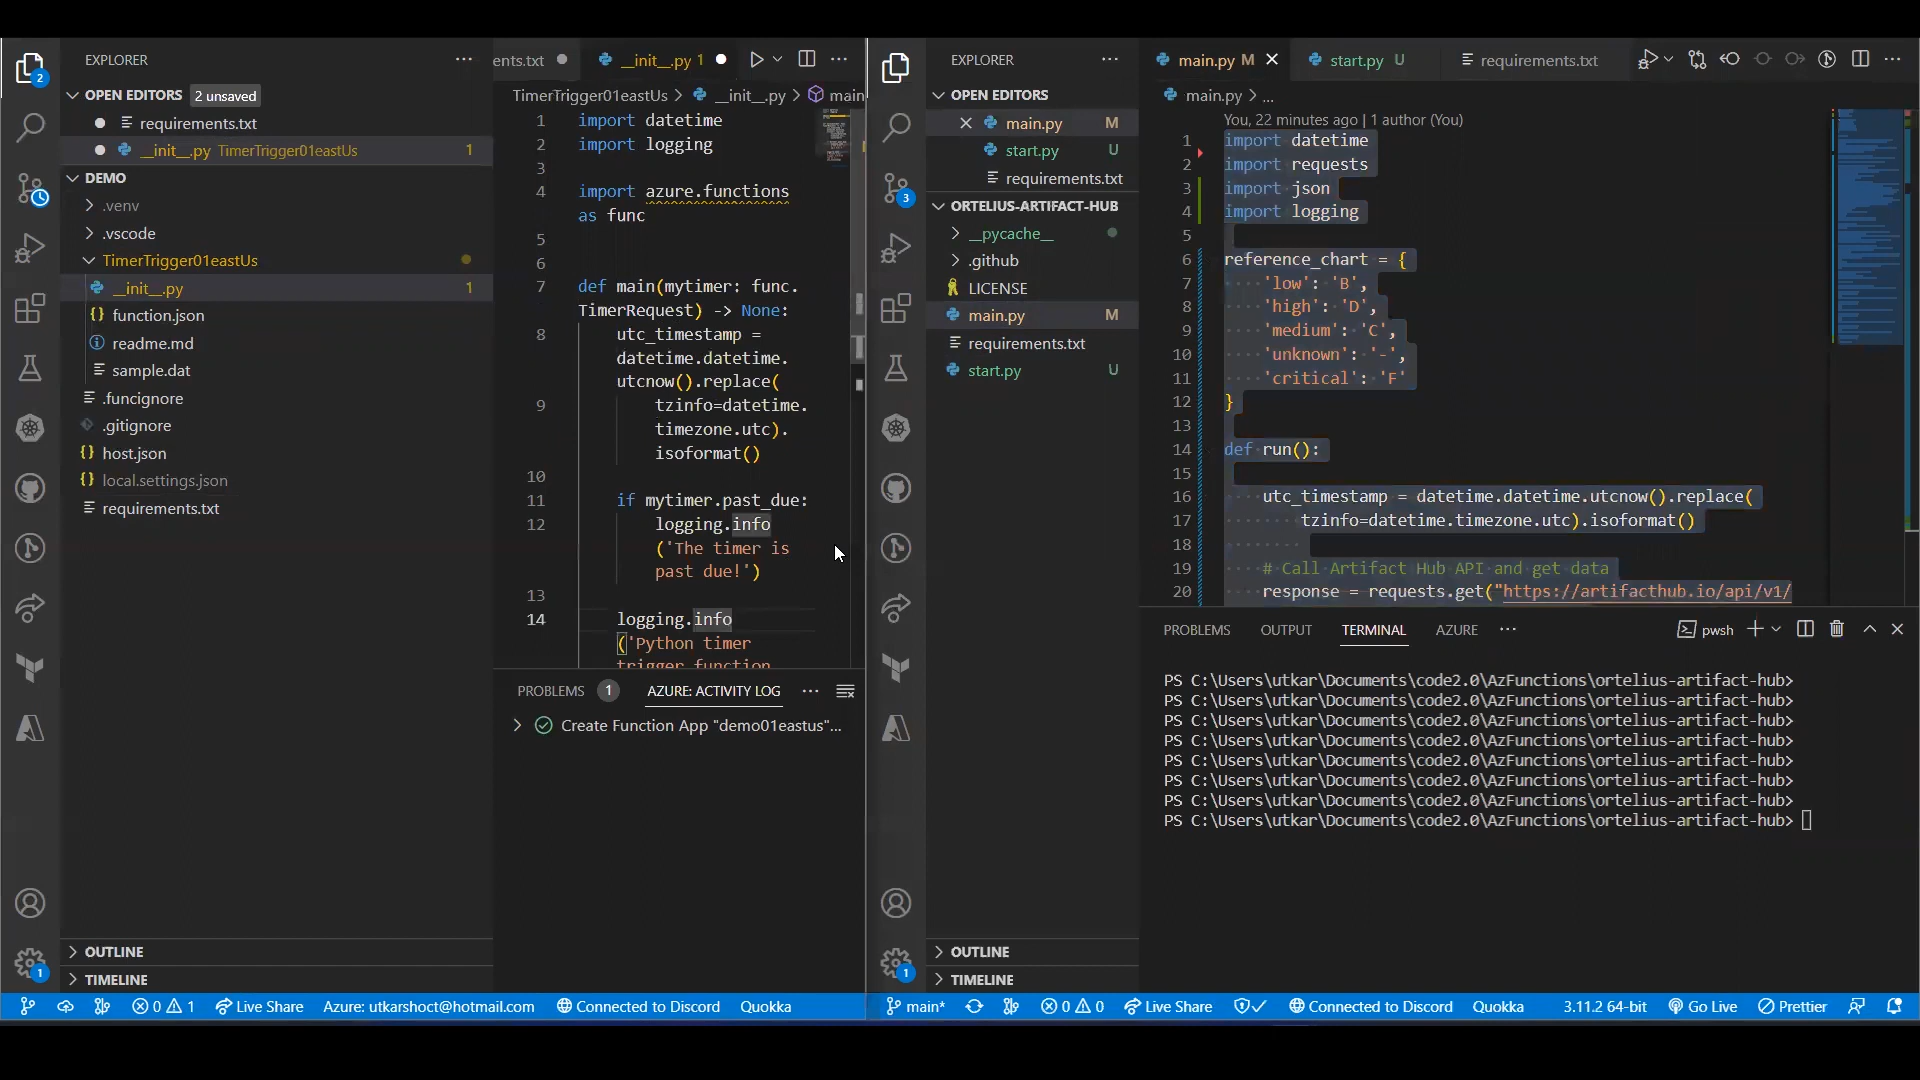 EXPLORER
OPEN EDITORS 2 unsaved
requirements.txt
__init__.py TimerTrigger01eastUs 1
DEMO
.venv
.vscode
TimerTrigger01eastUs
__init__.py 1
function.json
readme.md
sample.dat
.funcignore
.gitignore
host.json
local.settings.json
requirements.txt
OUTLINE
TIMELINE
2
1
ents.txt
__init__.py 1
TimerTrigger01eastUs > __init__.py > main
1 import datetime
2 import logging
3
4 import azure.functions
as func
5
6
7 def main(mytimer: func.
TimerRequest) -> None:
8 utc_timestamp =
datetime.datetime.
utcnow().replace(
9 tzinfo=datetime.
timezone.utc).
isoformat()
10
11 if mytimer.past_due:
12 logging.info
('The timer is
past due!')
13
14 logging.info
('Python timer
trigger function
PROBLEMS 1 AZURE: ACTIVITY LOG
Create Function App "demo01eastus"...
0 1 Live Share Azure: utkarshoct@hotmail.com Connected to Discord Quokka
EXPLORER
OPEN EDITORS
main.py M
start.py U
requirements.txt
ORTELIUS-ARTIFACT-HUB
__pycache__
.github
LICENSE
main.py M
requirements.txt
start.py U
OUTLINE
TIMELINE
3
1
main.py M start.py U requirements.txt
main.py > ...
You, 22 minutes ago | 1 author (You)
1 import datetime
2 import requests
3 import json
4 import logging
5
6 reference_chart = {
7 'low': 'B',
8 'high': 'D',
9 'medium': 'C',
10 'unknown': '-',
11 'critical': 'F'
12 }
13
14 def run():
15
16 utc_timestamp = datetime.datetime.utcnow().replace(
17 tzinfo=datetime.timezone.utc).isoformat()
18
19 # Call Artifact Hub API and get data
20 response = requests.get("https://artifacthub.io/api/v1/
PROBLEMS OUTPUT TERMINAL AZURE pwsh
PS C:\Users\utkar\Documents\code2.0\AzFunctions\ortelius-artifact-hub>
PS C:\Users\utkar\Documents\code2.0\AzFunctions\ortelius-artifact-hub>
PS C:\Users\utkar\Documents\code2.0\AzFunctions\ortelius-artifact-hub>
PS C:\Users\utkar\Documents\code2.0\AzFunctions\ortelius-artifact-hub>
PS C:\Users\utkar\Documents\code2.0\AzFunctions\ortelius-artifact-hub>
PS C:\Users\utkar\Documents\code2.0\AzFunctions\ortelius-artifact-hub>
PS C:\Users\utkar\Documents\code2.0\AzFunctions\ortelius-artifact-hub>
PS C:\Users\utkar\Documents\code2.0\AzFunctions\ortelius-artifact-hub>
main* 0 0 Live Share Connected to Discord Quokka 3.11.2 64-bit Go Live Prettier